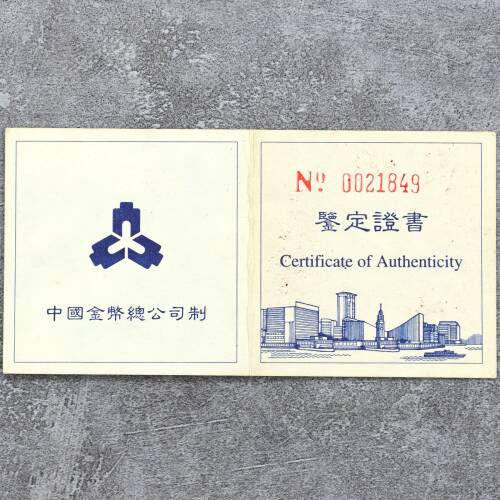 中國金幣總公司制
Nº 0021849
鑒定證書
Certificate of Authenticity